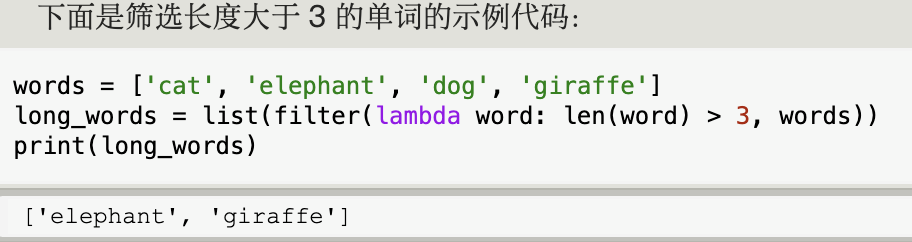 下面是筛选长度大于 3 的单词的示例代码：
words = ['cat', 'elephant', 'dog', 'giraffe']
long_words = list(filter(lambda word: len(word) > 3, words))
print(long_words)
['elephant', 'giraffe']